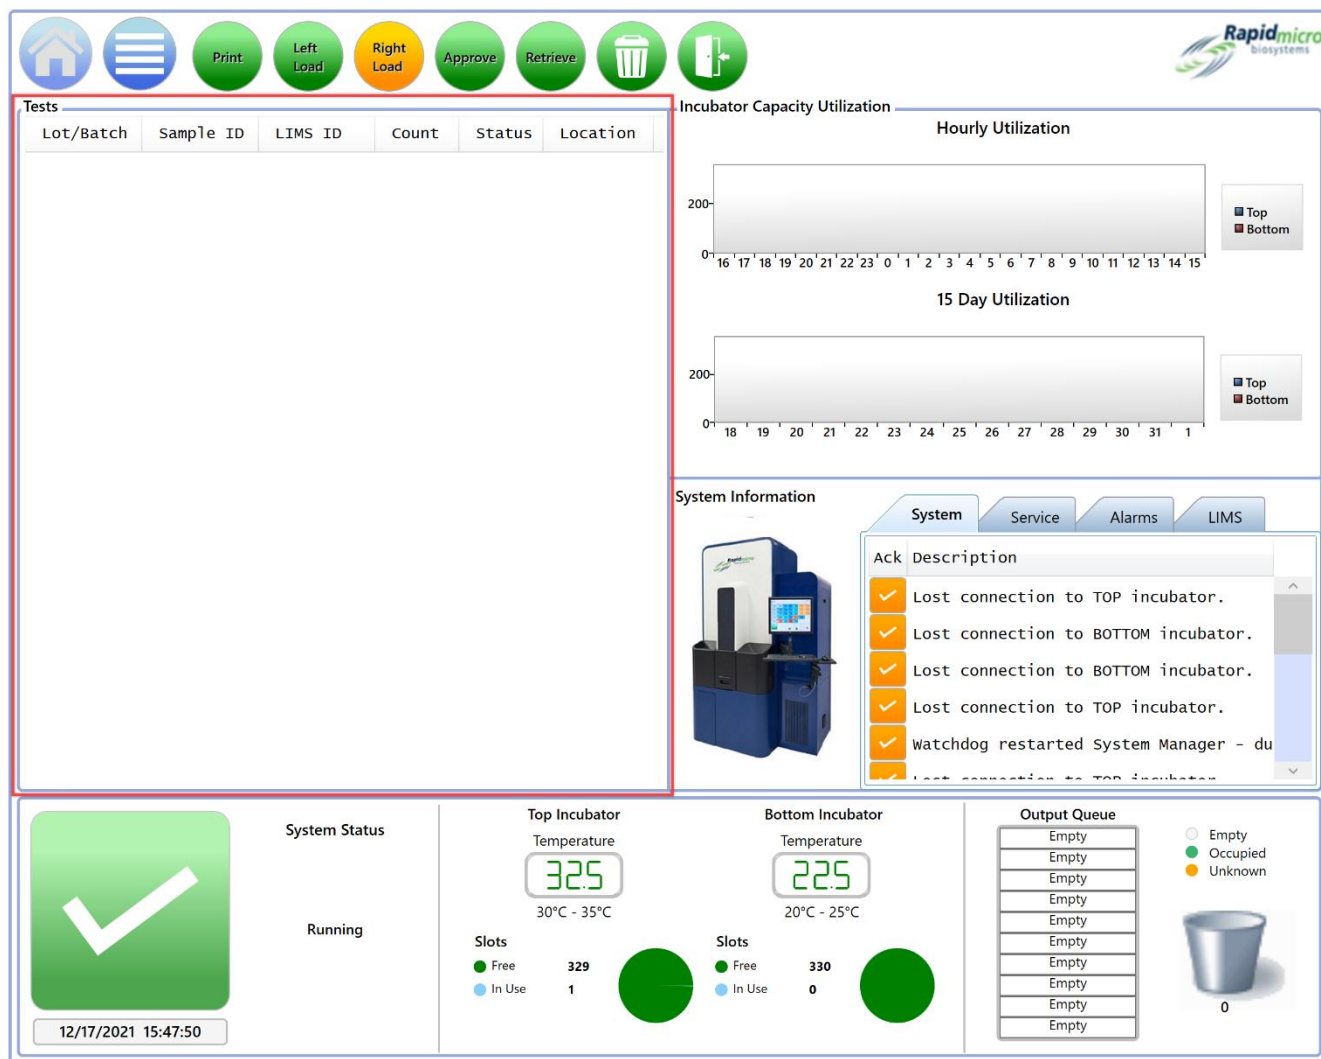 Print
Left
Load
Right
Load
Approve
Retrieve
Rapidmicro
biosystems
Tests
Lot/Batch Sample ID LIMS ID Count Status Location
Incubator Capacity Utilization
Hourly Utilization
200
0
16 17 18 19 20 21 22 23 0 1 2 3 4 5 6 7 8 9 10 11 12 13 14 15
Top
Bottom
15 Day Utilization
200
0
18 19 20 21 22 23 24 25 26 27 28 29 30 31 1
Top
Bottom
System Information
Rapidmicro
System Service Alarms LIMS
Ack Description
Lost connection to TOP incubator.
Lost connection to BOTTOM incubator.
Lost connection to BOTTOM incubator.
Lost connection to TOP incubator.
Watchdog restarted System Manager - du
Lost connection to TOP incubator
System Status
Running
12/17/2021 15:47:50
Top Incubator
Temperature
32.5
30°C - 35°C
Slots
Free 329
In Use 1
Bottom Incubator
Temperature
22.5
20°C - 25°C
Slots
Free 330
In Use 0
Output Queue
Empty
Empty
Empty
Empty
Empty
Empty
Empty
Empty
Empty
Empty
Empty
Occupied
Unknown
0